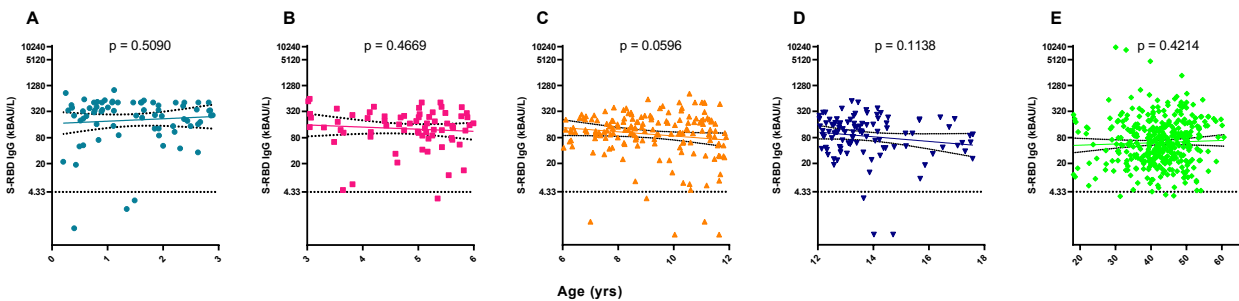 A B C D E
p = 0.5090 p = 0.4669 p = 0.0596 p = 0.1138 p = 0.4214
S-RBD IgG (kBAU/L)
10240
5120
1280
320
80
20
4.33
0 1 2 3
S-RBD IgG (kBAU/L)
10240
5120
1280
320
80
20
4.33
3 4 5 6
S-RBD IgG (kBAU/L)
10240
5120
1280
320
80
20
4.33
6 8 10 12
S-RBD IgG (kBAU/L)
10240
5120
1280
320
80
20
4.33
12 14 16 18
S-RBD IgG (kBAU/L)
10240
5120
1280
320
80
20
4.33
20 30 40 50 60
Age (yrs)